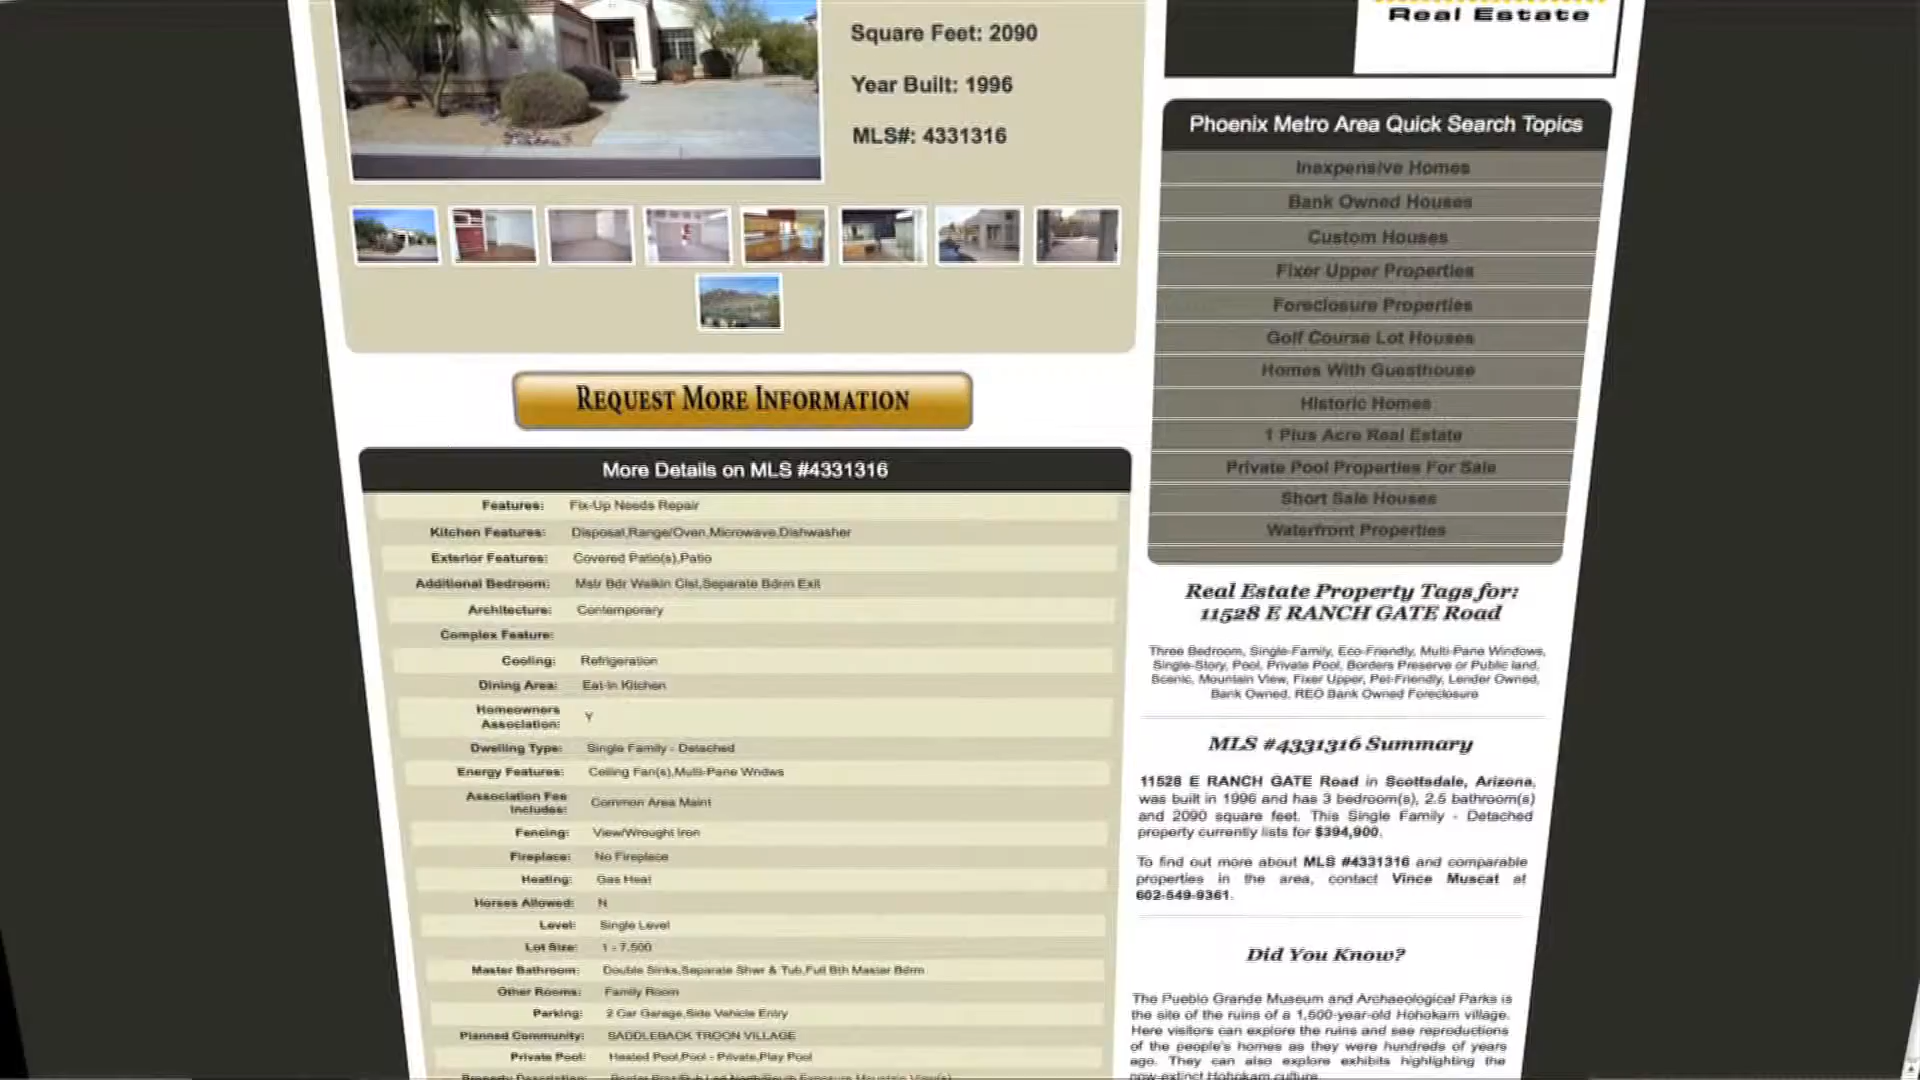 Square Feet: 2090
Year Built: 1996
MLS#: 4331316
REQUEST MORE INFORMATION
More Details on MLS #4331316
Features: Fix-Up Needs Repair
Kitchen Features: Disposal,Range/Oven,Microwave,Dishwasher
Exterior Features: Covered Patio(s),Patio
Additional Bedroom: Mstr Bdr Walkin Clst,Separate Bdrm Exit
Architecture: Contemporary
Complex Feature:
Cooling: Refrigeration
Dining Area: Eat-in Kitchen
Homeowners
Association: Y
Dwelling Type: Single Family - Detached
Energy Features: Ceiling Fan(s),Multi-Pane Wndws
Association Fee
Includes: Common Area Maint
Fencing: View/Wrought Iron
Fireplace: No Fireplace
Heating: Gas Heat
Horses Allowed: N
Level: Single Level
Lot Size: 1 - 7,500
Master Bathroom: Double Sinks,Separate Shwr & Tub,Full Bth Master Bdrm
Other Rooms: Family Room
Parking: 2 Car Garage,Side Vehicle Entry
Planned Community: SADDLEBACK TROON VILLAGE
Private Pool: Heated Pool,Pool - Private,Play Pool
Property Description:
Real Estate
Phoenix Metro Area Quick Search Topics
Inexpensive Homes
Bank Owned Houses
Custom Houses
Fixer Upper Properties
Foreclosure Properties
Golf Course Lot Houses
Homes With Guesthouse
Historic Homes
1 Plus Acre Real Estate
Private Pool Properties For Sale
Short Sale Houses
Waterfront Properties
Real Estate Property Tags for:
11528 E RANCH GATE Road
Three Bedroom, Single-Family, Eco-Friendly, Multi-Pane Windows,
Single-Story, Pool, Private Pool, Borders Preserve or Public land,
Scenic, Mountain View, Fixer Upper, Pet-Friendly, Lender Owned,
Bank Owned, REO Bank Owned Foreclosure
MLS #4331316 Summary
11528 E RANCH GATE Road in Scottsdale, Arizona,
was built in 1996 and has 3 bedroom(s), 2.5 bathroom(s)
and 2090 square feet. This Single Family - Detached
property currently lists for $394,900.
To find out more about MLS #4331316 and comparable
properties in the area, contact Vince Muscat at
602-549-9361.
Did You Know?
The Pueblo Grande Museum and Archaeological Parks is
the site of the ruins of a 1,500-year-old Hohokam village.
Here visitors can explore the ruins and see reproductions
of the people's homes as they were hundreds of years
ago. They can also explore exhibits highlighting the
now-extinct Hohokam culture.